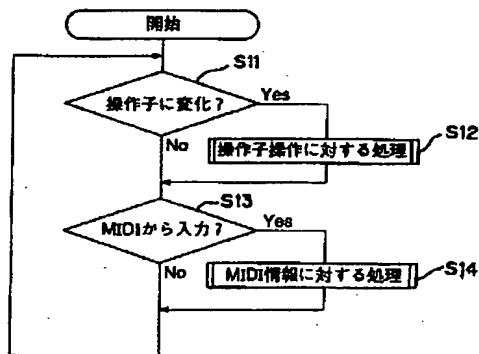 開始
S11
操作子に変化?
Yes
No
操作子操作に対する処理
S12
S13
MIDIから入力?
Yes
No
MIDI情報に対する処理
S14